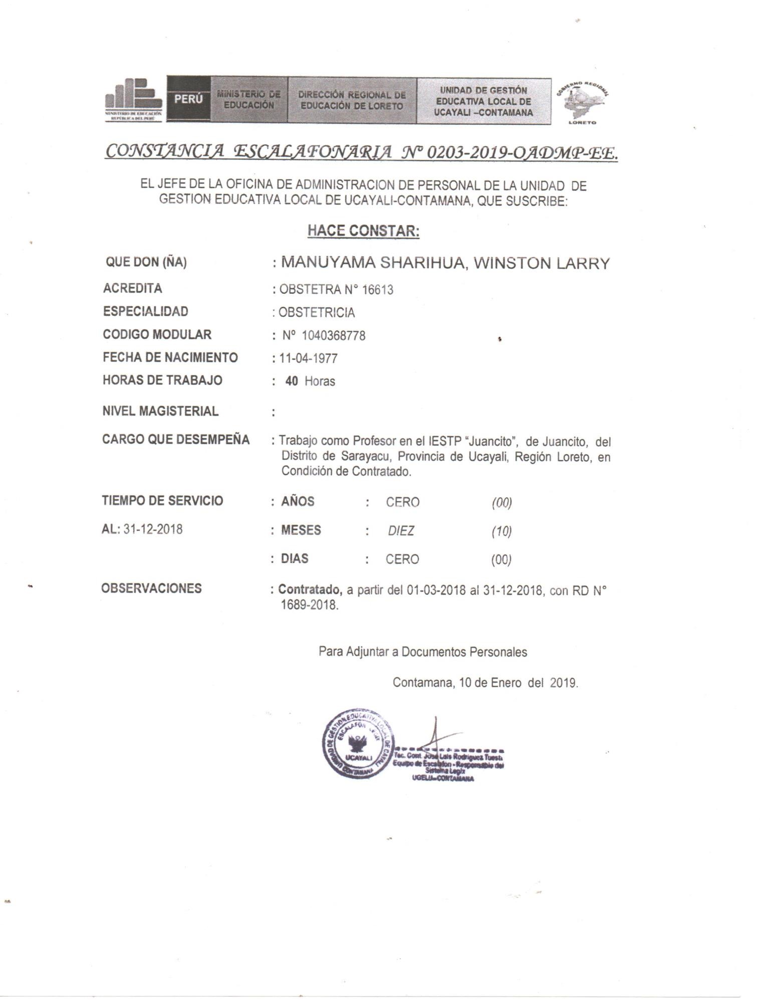 MINISTERIO DE EDUCACIÓN
REPÚBLICA DEL PERÚ
PERÚ
MINISTERIO DE
EDUCACIÓN
DIRECCIÓN REGIONAL DE
EDUCACIÓN DE LORETO
UNIDAD DE GESTIÓN
EDUCATIVA LOCAL DE
UCAYALI –CONTAMANA
GOBIERNO REGIONAL
LORETO
CONSTANCIA ESCALAFONARIA Nº 0203-2019-OADMP-EE.
EL JEFE DE LA OFICINA DE ADMINISTRACION DE PERSONAL DE LA UNIDAD DE
GESTION EDUCATIVA LOCAL DE UCAYALI-CONTAMANA, QUE SUSCRIBE:
HACE CONSTAR:
QUE DON (ÑA) : MANUYAMA SHARIHUA, WINSTON LARRY
ACREDITA : OBSTETRA N° 16613
ESPECIALIDAD : OBSTETRICIA
CODIGO MODULAR : Nº 1040368778
FECHA DE NACIMIENTO : 11-04-1977
HORAS DE TRABAJO : 40 Horas
NIVEL MAGISTERIAL :
CARGO QUE DESEMPEÑA : Trabajo como Profesor en el IESTP “Juancito”, de Juancito, del
Distrito de Sarayacu, Provincia de Ucayali, Región Loreto, en
Condición de Contratado.
TIEMPO DE SERVICIO : AÑOS : CERO (00)
AL: 31-12-2018 : MESES : DIEZ (10)
: DIAS : CERO (00)
OBSERVACIONES : Contratado, a partir del 01-03-2018 al 31-12-2018, con RD N°
1689-2018.
Para Adjuntar a Documentos Personales
Contamana, 10 de Enero del 2019.
UNIDAD DE GESTION EDUCATIVA LOCAL DE UCAYALI
ESCALAFON LEGIX
UCAYALI
CONTAMANA
Tec. Cont. José Luis Rodriguez Tuesta
Equipo de Escalafon - Responsable del
Sistema Legix
UGELU-CONTAMANA